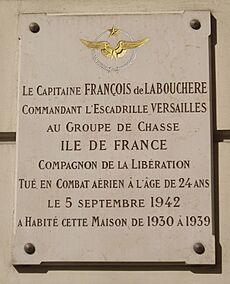 Le Capitaine FRANÇOIS de LABOUCHERE
Commandant l'Escadrille VERSAILLES
au Groupe de Chasse
ILE DE FRANCE
Compagnon de la Libération
Tué en Combat aérien à l'âge de 24 ans
le 5 septembre 1942
a Habité cette Maison de 1930 à 1939